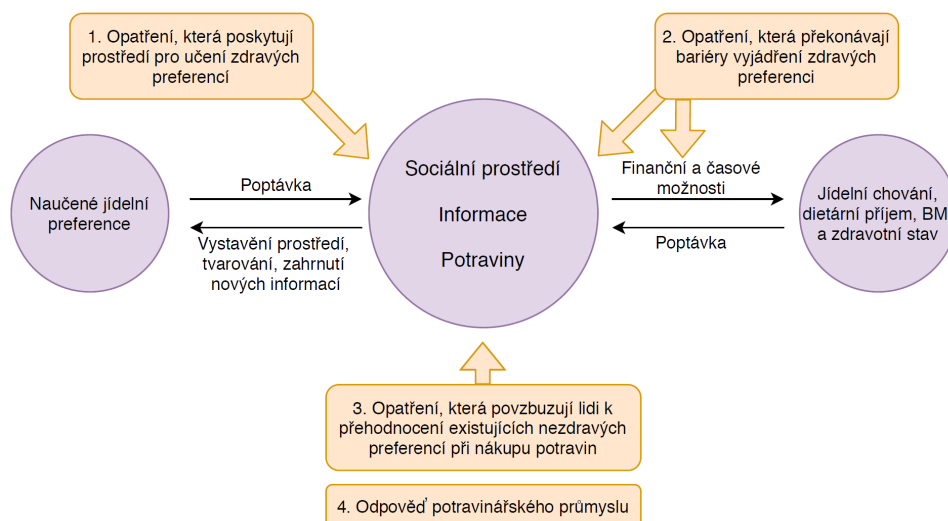 1. Opatření, která poskytují
prostředí pro učení zdravých
preferencí
2. Opatření, která překonávají
bariéry vyjádření zdravých
preferenci
Naučené jídelní
preference
Poptávka
Vystavění prostředí,
tvarování, zahrnutí
nových informací
Sociální prostředí
Informace
Potraviny
Finanční a časové
možnosti
Poptávka
Jídelní chování,
dietární příjem, BM
a zdravotní stav
3. Opatření, která povzbuzují lidi k
přehodnocení existujících nezdravých
preferencí při nákupu potravin
4. Odpověď potravinářského průmyslu